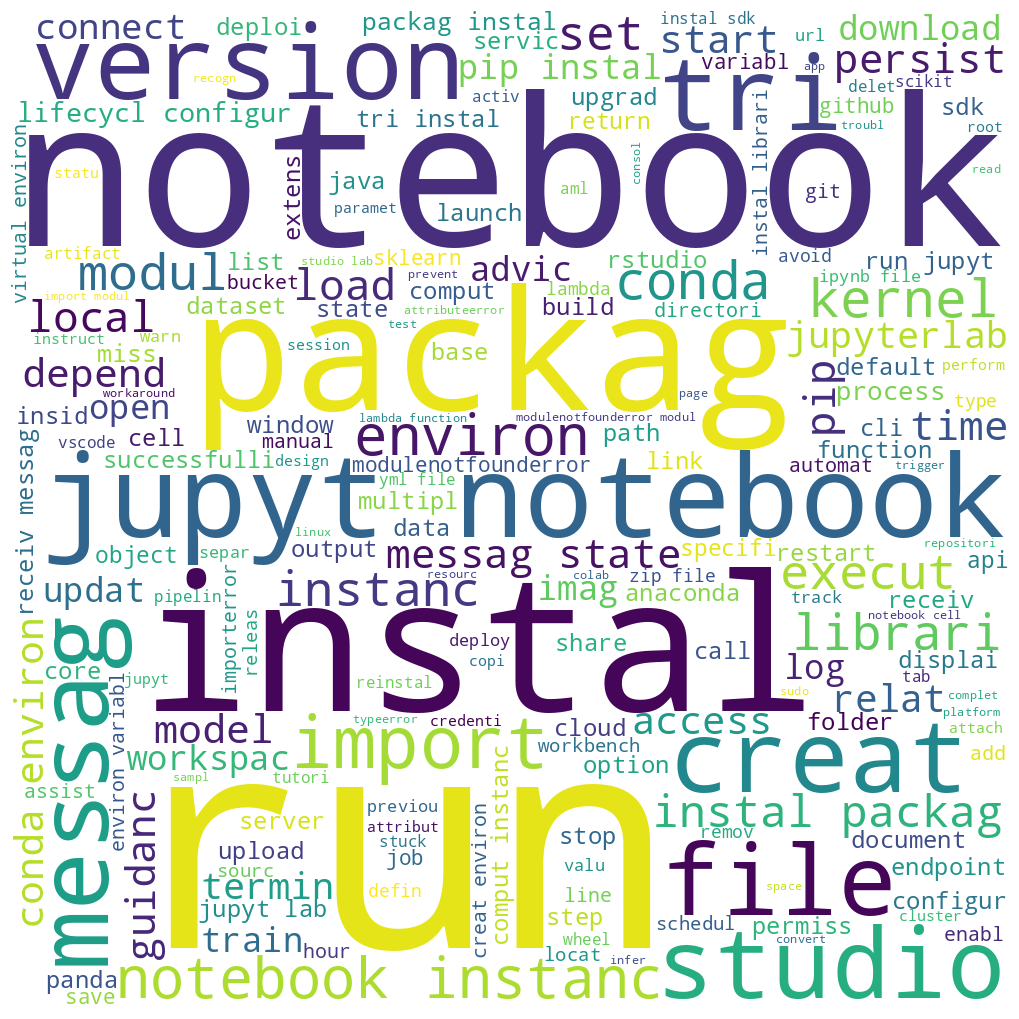 connect
deploi
packag instal
servic
set
instal sdk
start
url
download
version
recogn
pip instal
tri
variabl
app
persist
scikit
delet
lifecycl configur
activ
tri instal
upgrad
return
github
troubl
sdk
root
notebook
virtual environ
statu
extens
java
paramet
launch
consol
aml
instal librari
git
read
artifact
modul
list
bucket
studio lab
sklearn
prevent
advic
rstudio
avoid
run jupyt
import modul
dataset
load
state
comput
attributeerror
lambda
build
conda
directori
ipynb file
kernel
local
instruct
warn
miss
session
test
packag
base
jupyterlab
depend
workaround
default
perform
insid
open
window
lambda function
environ
modulenotfounderror modul
page
path
pip
process
type
cli
time
vscode
cell
manual
function
receiv messag
successfulli
design
modulenotfounderror
yml file
multipl
link
automat
trigger
jupyt notebook
data
linux
object
separ
output
messag state
specifi
restart
repositori
api
updat
pipelin
importerror
instanc
resourc
imag
colab
zip file
anaconda
execut
track
receiv
notebook cell
messag
conda environ
core
jupyt
releas
instal
deploy
copi
share
call
librari
log
displai
tab
reinstal
environ variabl
model
typeerror
credenti
cloud
access
sudo
relat
folder
complet
platform
attach
workspac
import
workbench
option
creat
add
assist
sampl
tutori
guidanc
run
server
previou
attribut
stuck
job
creat environ
comput instanc
stop
valu
instal packag
remov
document
upload
sourc
termin
defin
line
file
space
endpoint
configur
jupyt lab
step
wheel
schedul
permiss
cluster
train
hour
locat
infer
convert
enabl
panda
save
notebook instanc
studio